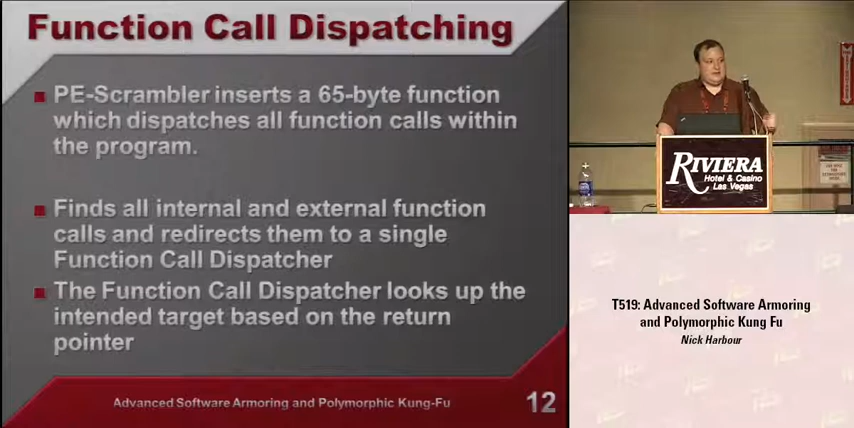 Function Call Dispatching
PE-Scrambler inserts a 65-byte function
which dispatches all function calls within
the program.
Finds all internal and external function
calls and redirects them to a single
Function Call Dispatcher
The Function Call Dispatcher looks up the
intended target based on the return
pointer
Advanced Software Armoring and Polymorphic Kung-Fu
12
RIVIERA
Hotel & Casino
Las Vegas
T519: Advanced Software Armoring
and Polymorphic Kung Fu
Nick Harbour